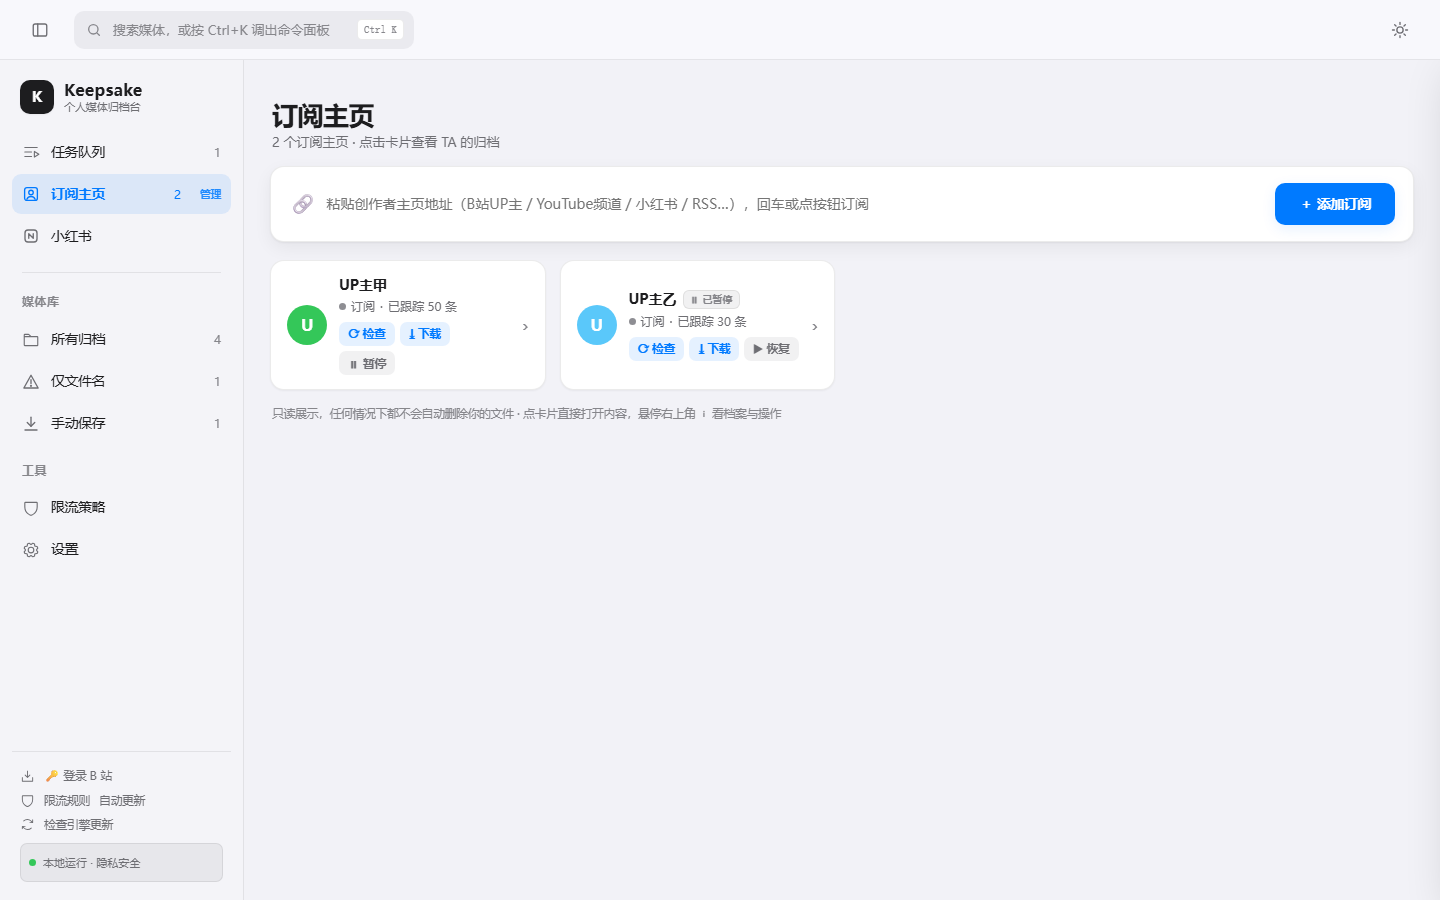 搜索媒体，或按 Ctrl+K 调出命令面板
Ctrl K
K
Keepsake
个人媒体归档台
任务队列 1
订阅主页 2 管理
小红书
媒体库
所有归档 4
仅文件名 1
手动保存 1
工具
限流策略
设置
登录 B 站
限流规则 自动更新
检查引擎更新
本地运行 · 隐私安全
订阅主页
2 个订阅主页 · 点击卡片查看 TA 的归档
粘贴创作者主页地址（B站UP主 / YouTube频道 / 小红书 / RSS…），回车或点按钮订阅
+ 添加订阅
U
UP主甲
订阅 · 已跟踪 50 条
检查 下载
暂停
›
U
UP主乙 已暂停
订阅 · 已跟踪 30 条
检查 下载 恢复
›
只读展示，任何情况下都不会自动删除你的文件 · 点卡片直接打开内容，悬停右上角 ⁝ 看档案与操作